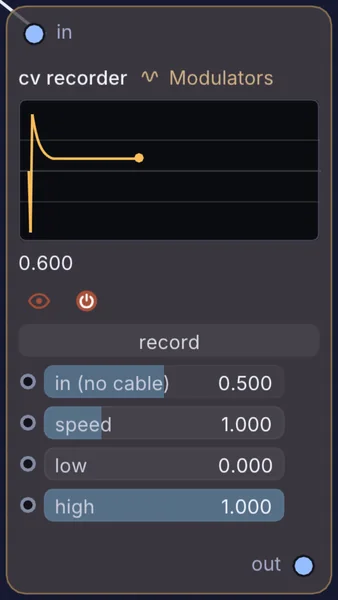 in
cv recorder Modulators
0.600
record
in (no cable) 0.500
speed 1.000
low 0.000
high 1.000
out